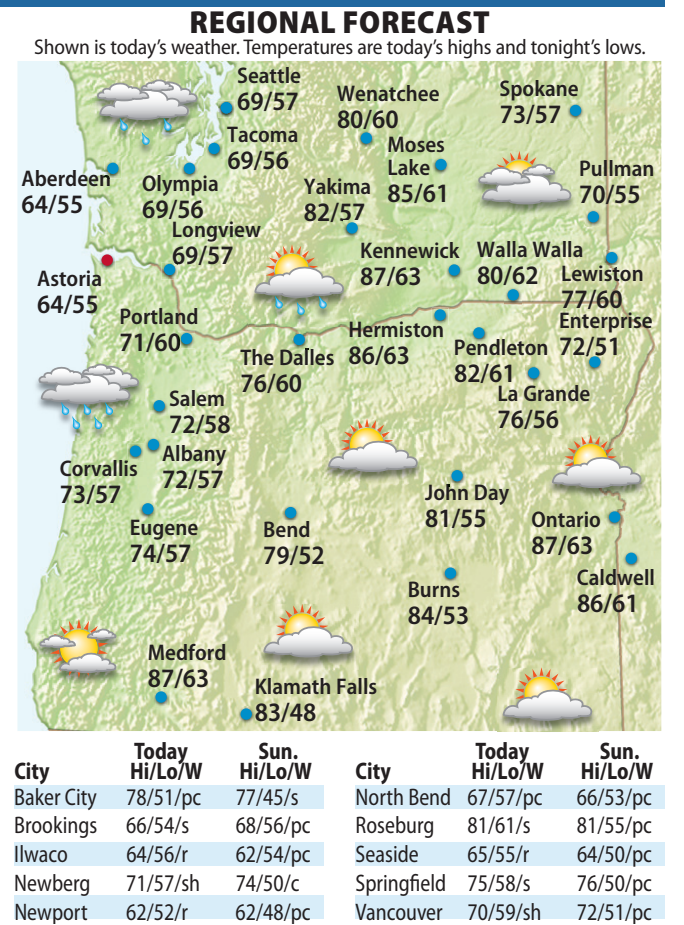 REGIONAL FORECAST
Shown is today's weather. Temperatures are today's highs and tonight's lows.
Seattle
69/57
Wenatchee
80/60
Spokane
73/57
Tacoma
69/56
Moses
Lake
85/61
Aberdeen
64/55
Olympia
69/56
Yakima
82/57
Pullman
70/55
Longview
69/57
Kennewick
87/63
Walla Walla
80/62
Lewiston
77/60
Astoria
64/55
Portland
71/60
The Dalles
76/60
Hermiston
86/63
Pendleton
82/61
Enterprise
72/51
La Grande
76/56
Salem
72/58
Albany
72/57
Corvallis
73/57
Eugene
74/57
Bend
79/52
John Day
81/55
Ontario
87/63
Burns
84/53
Caldwell
86/61
Medford
87/63
Klamath Falls
83/48
Today Sun.
City Hi/Lo/W Hi/Lo/W
Baker City 78/51/pc 77/45/s
Brookings 66/54/s 68/56/pc
Ilwaco 64/56/r 62/54/pc
Newberg 71/57/sh 74/50/c
Newport 62/52/r 62/48/pc
Today Sun.
City Hi/Lo/W Hi/Lo/W
North Bend 67/57/pc 66/53/pc
Roseburg 81/61/s 81/55/pc
Seaside 65/55/r 64/50/pc
Springfield 75/58/s 76/50/pc
Vancouver 70/59/sh 72/51/pc